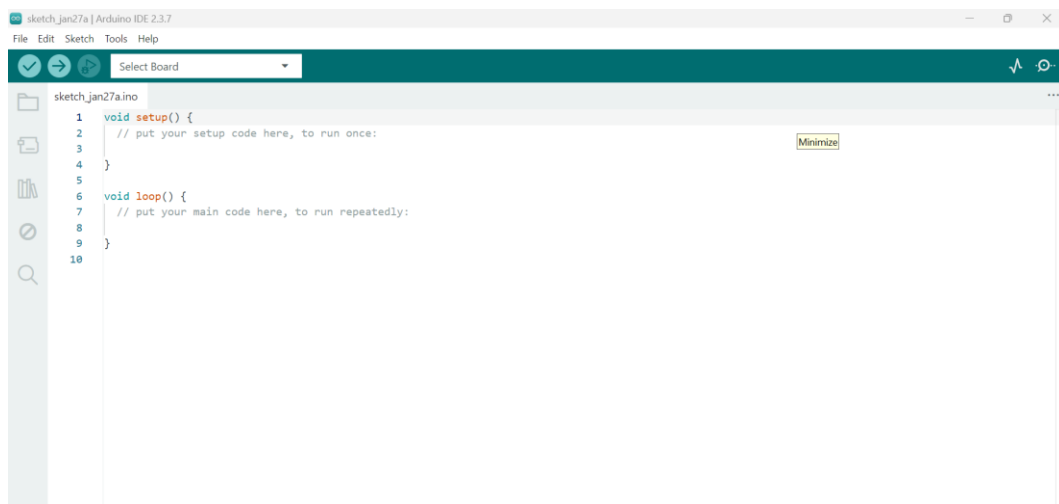 sketch_jan27a | Arduino IDE 2.3.7
File Edit Sketch Tools Help
Select Board
sketch_jan27a.ino
1 void setup() {
2 // put your setup code here, to run once:
Minimize
3
4 }
5
6 void loop() {
7 // put your main code here, to run repeatedly:
8
9 }
10